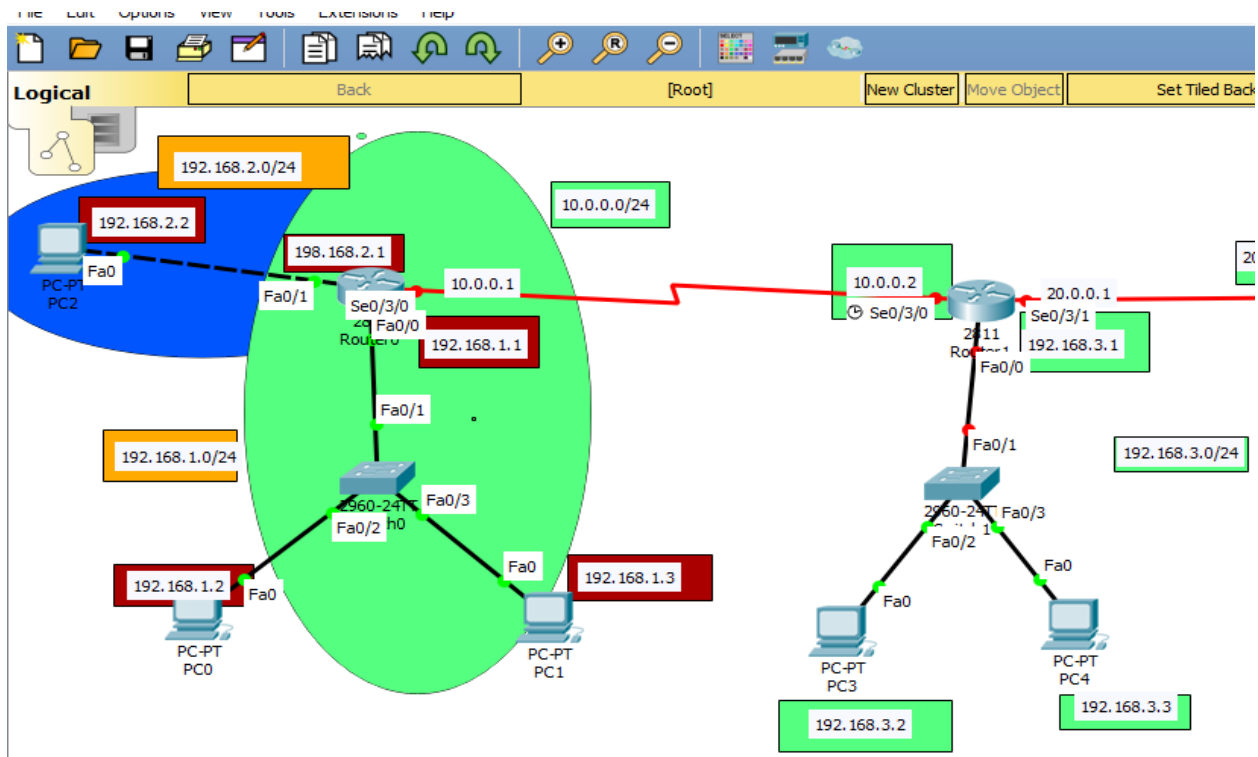 File Edit Options View Tools Extensions Help
SELECT
Logical
Back
[Root]
New Cluster
Move Object
Set Tiled Back
192.168.2.0/24
10.0.0.0/24
192.168.2.2
198.168.2.1
Fa0
PC-PT
PC2
Fa0/1
10.0.0.1
Se0/3/0
Fa0/0
Router0
192.168.1.1
10.0.0.2
Se0/3/0
20.0.0.1
Se0/3/1
20
2811
192.168.3.1
Fa0/0
Fa0/1
192.168.1.0/24
Fa0/1
192.168.3.0/24
Fa0/3
Fa0/2
2960-24TT
Fa0/3
Fa0/2
192.168.1.2
Fa0
Fa0
192.168.1.3
Fa0
Fa0
PC-PT
PC0
PC-PT
PC1
PC-PT
PC3
PC-PT
PC4
192.168.3.2
192.168.3.3